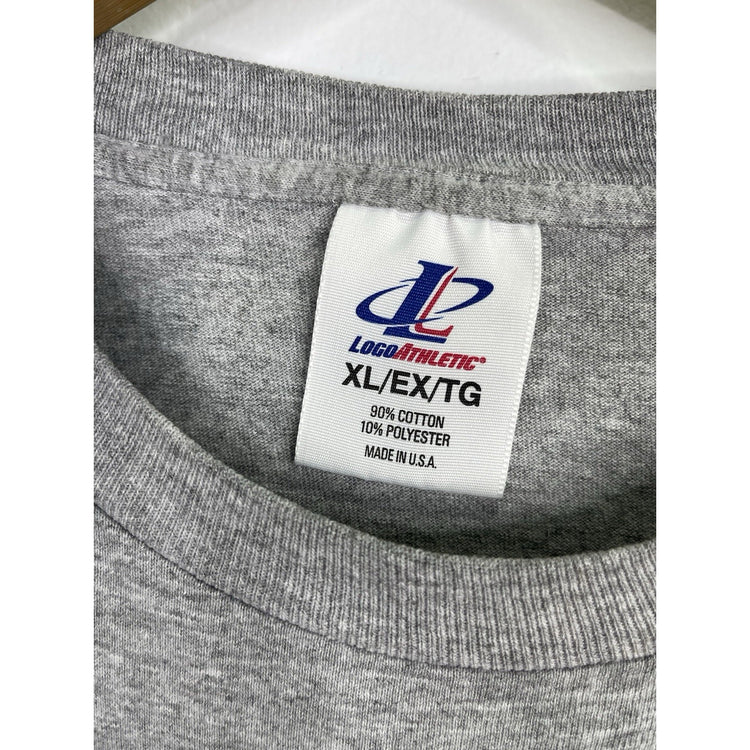 LOGOATHLETIC®
XL/EX/TG
90% COTTON
10% POLYESTER
MADE IN U.S.A.